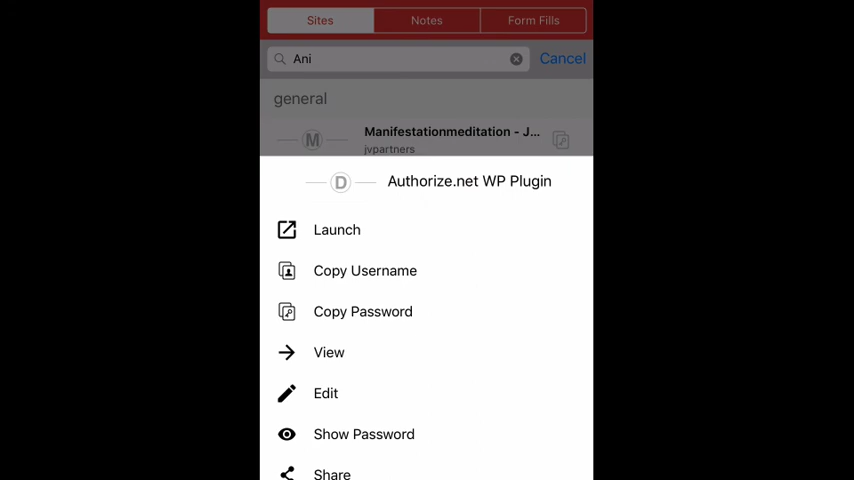 Sites Notes Form Fills
Ani Cancel
general
M Manifestationmeditation - J...
jvpartners
D Authorize.net WP Plugin
Launch
Copy Username
Copy Password
View
Edit
Show Password
Share